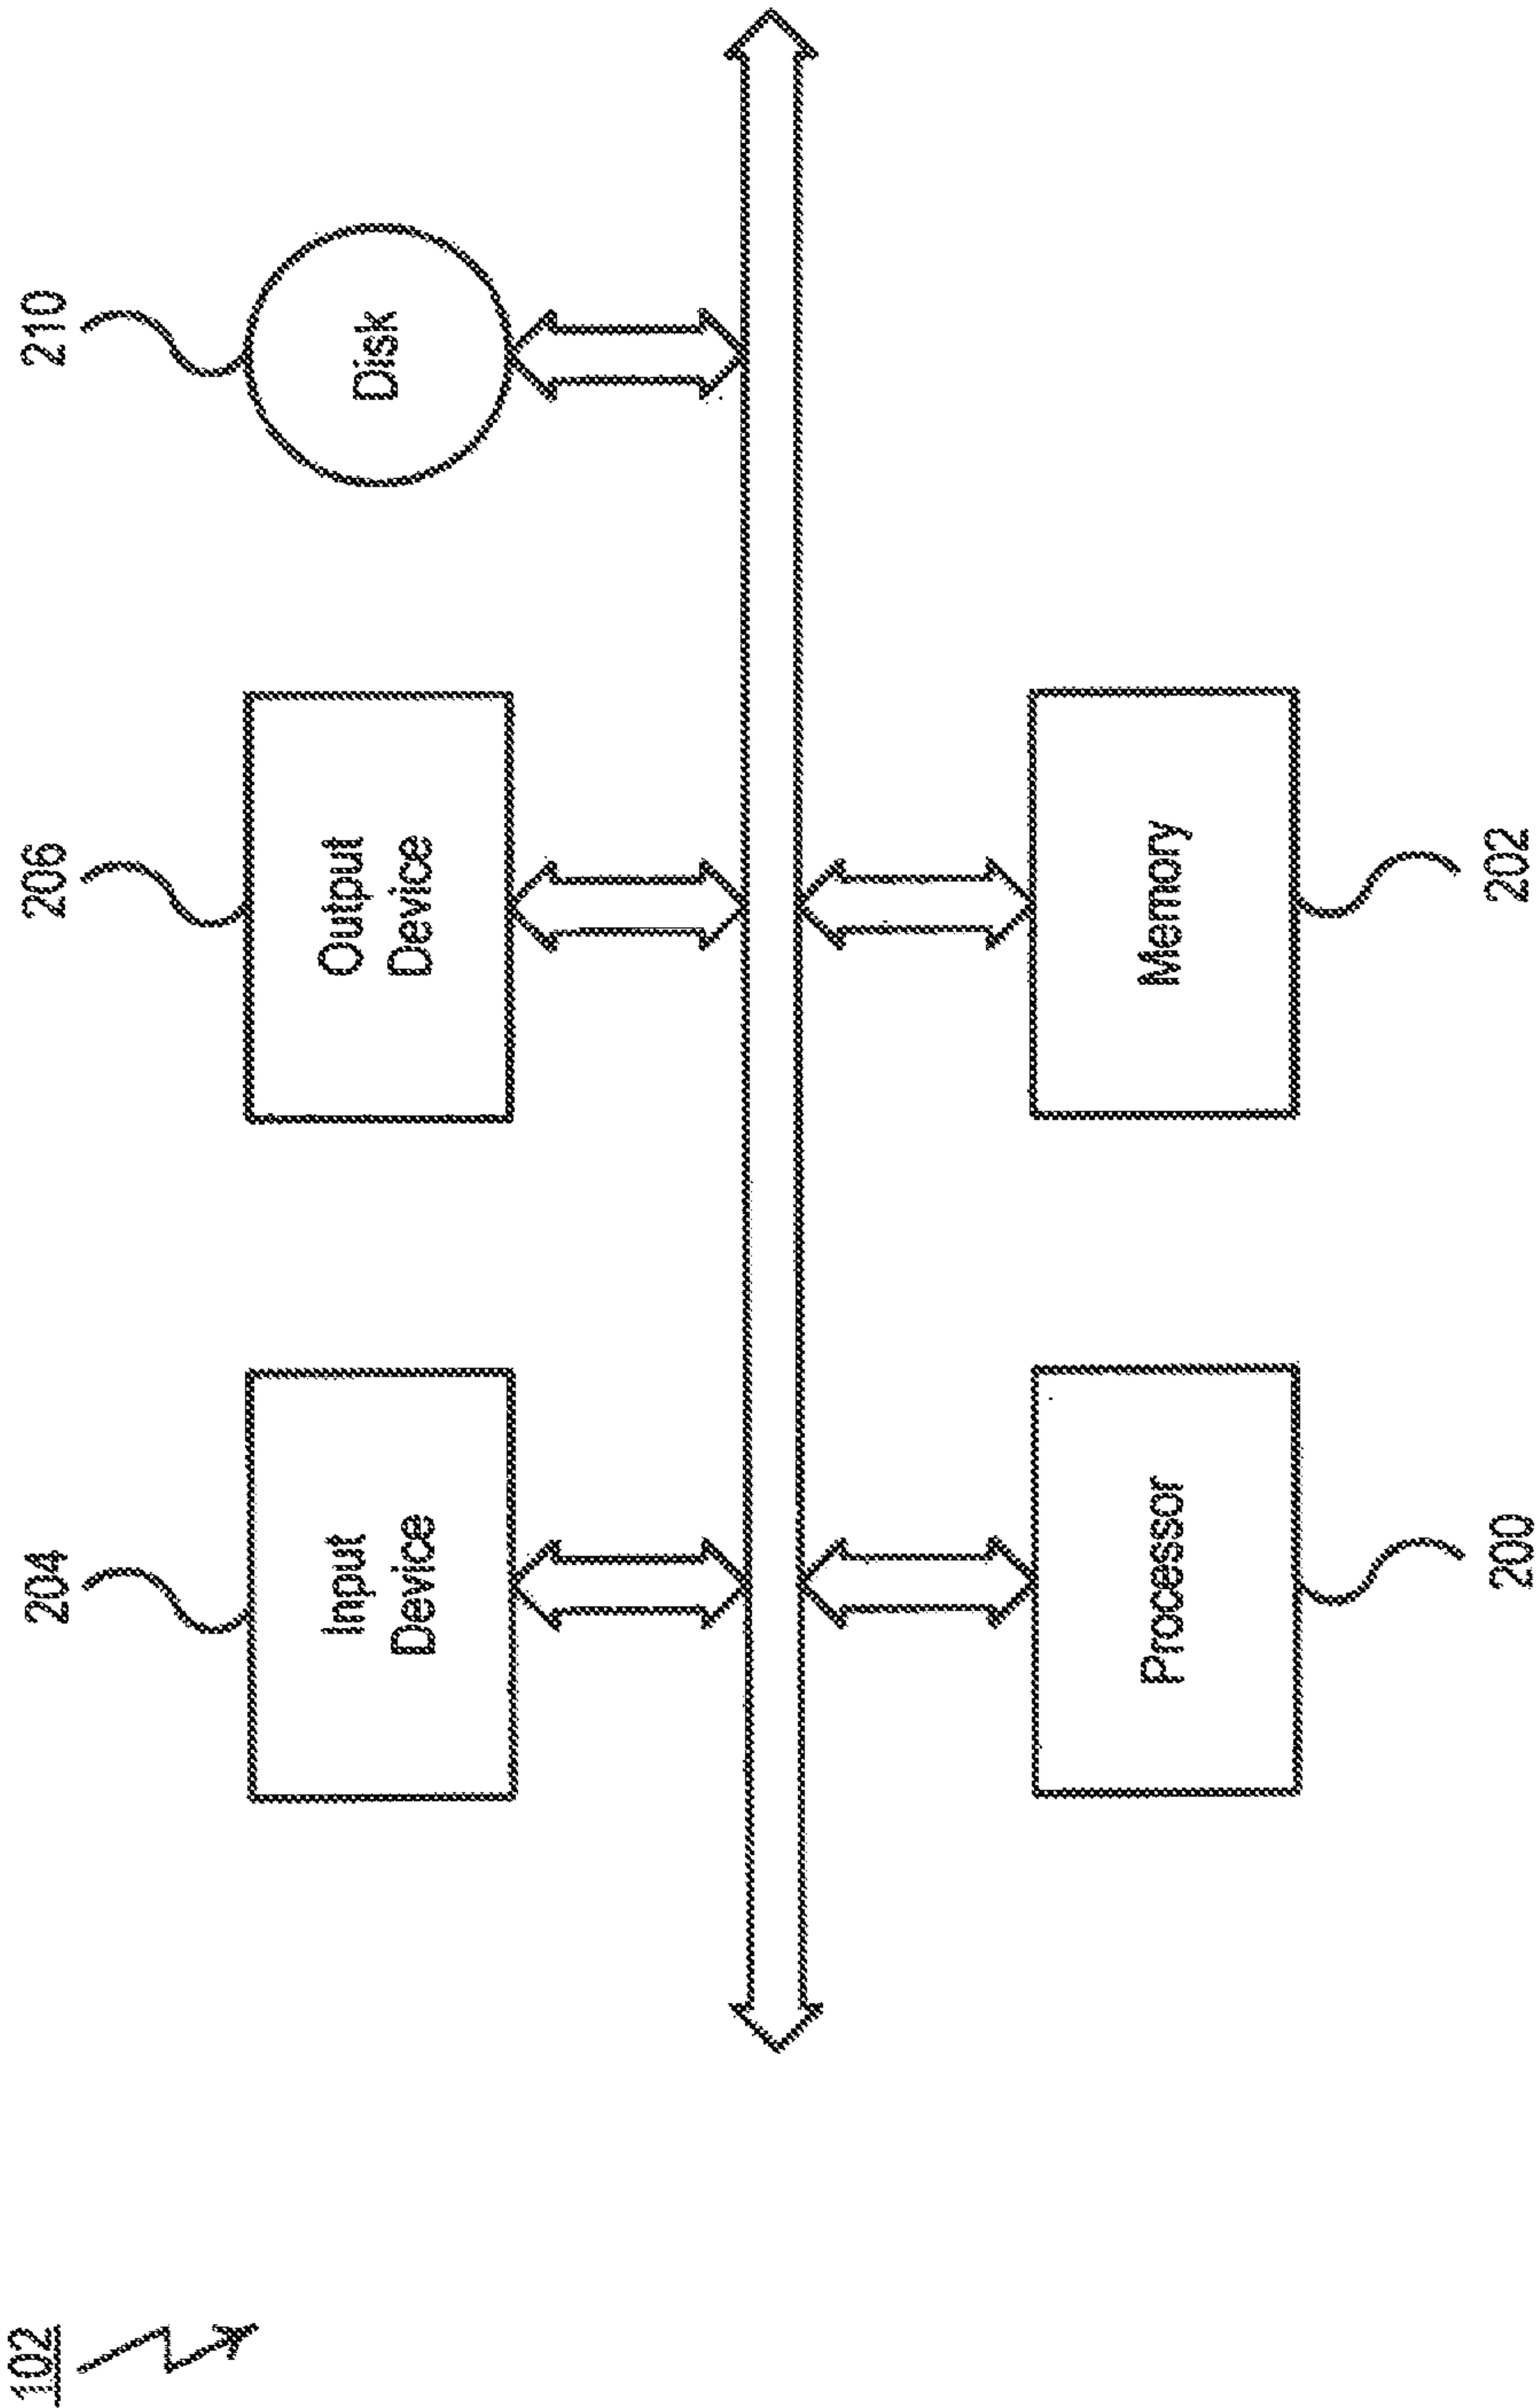 102
204
206
210
Input
Device
Output
Device
Disk
Processor
Memory
200
202